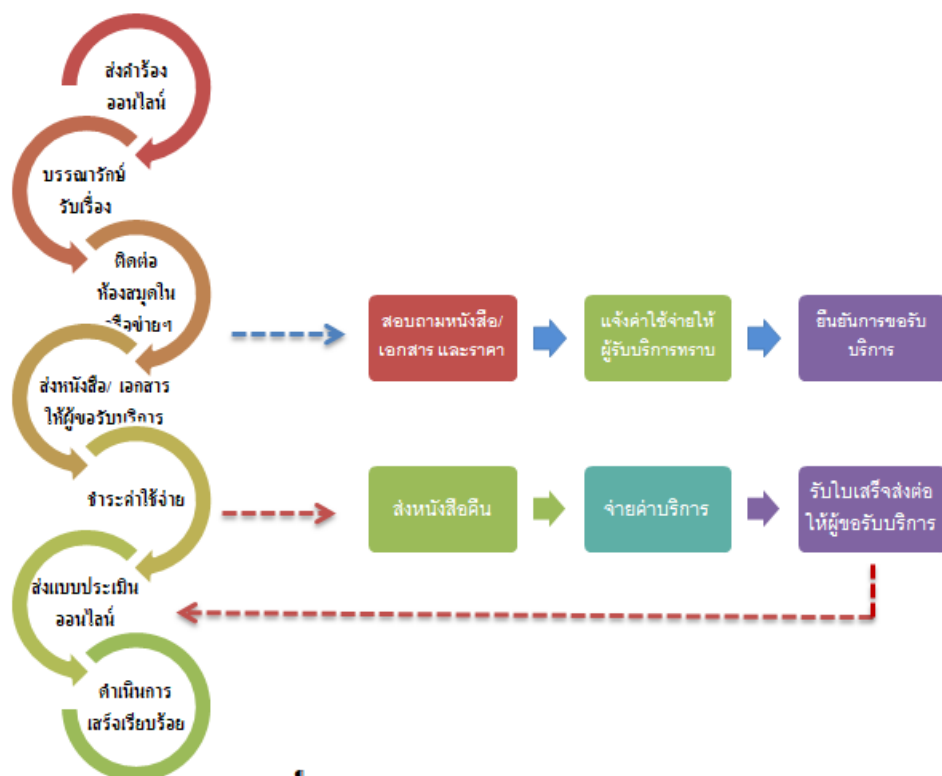 ส่งคำร้อง
ออนไลน์
บรรณารักษ์
รับเรื่อง
ติดต่อ
ห้องสมุดใน
เครือข่ายฯ
ส่งหนังสือ/ เอกสาร
ให้ผู้ขอรับบริการ
ชำระค่าใช้จ่าย
ส่งแบบประเมิน
ออนไลน์
ดำเนินการ
เสร็จเรียบร้อย
สอบถามหนังสือ/
เอกสาร และราคา
แจ้งค่าใช้จ่ายให้
ผู้รับบริการทราบ
ยืนยันการขอรับ
บริการ
ส่งหนังสือคืน
จ่ายค่าบริการ
รับใบเสร็จส่งต่อ
ให้ผู้ขอรับบริการ